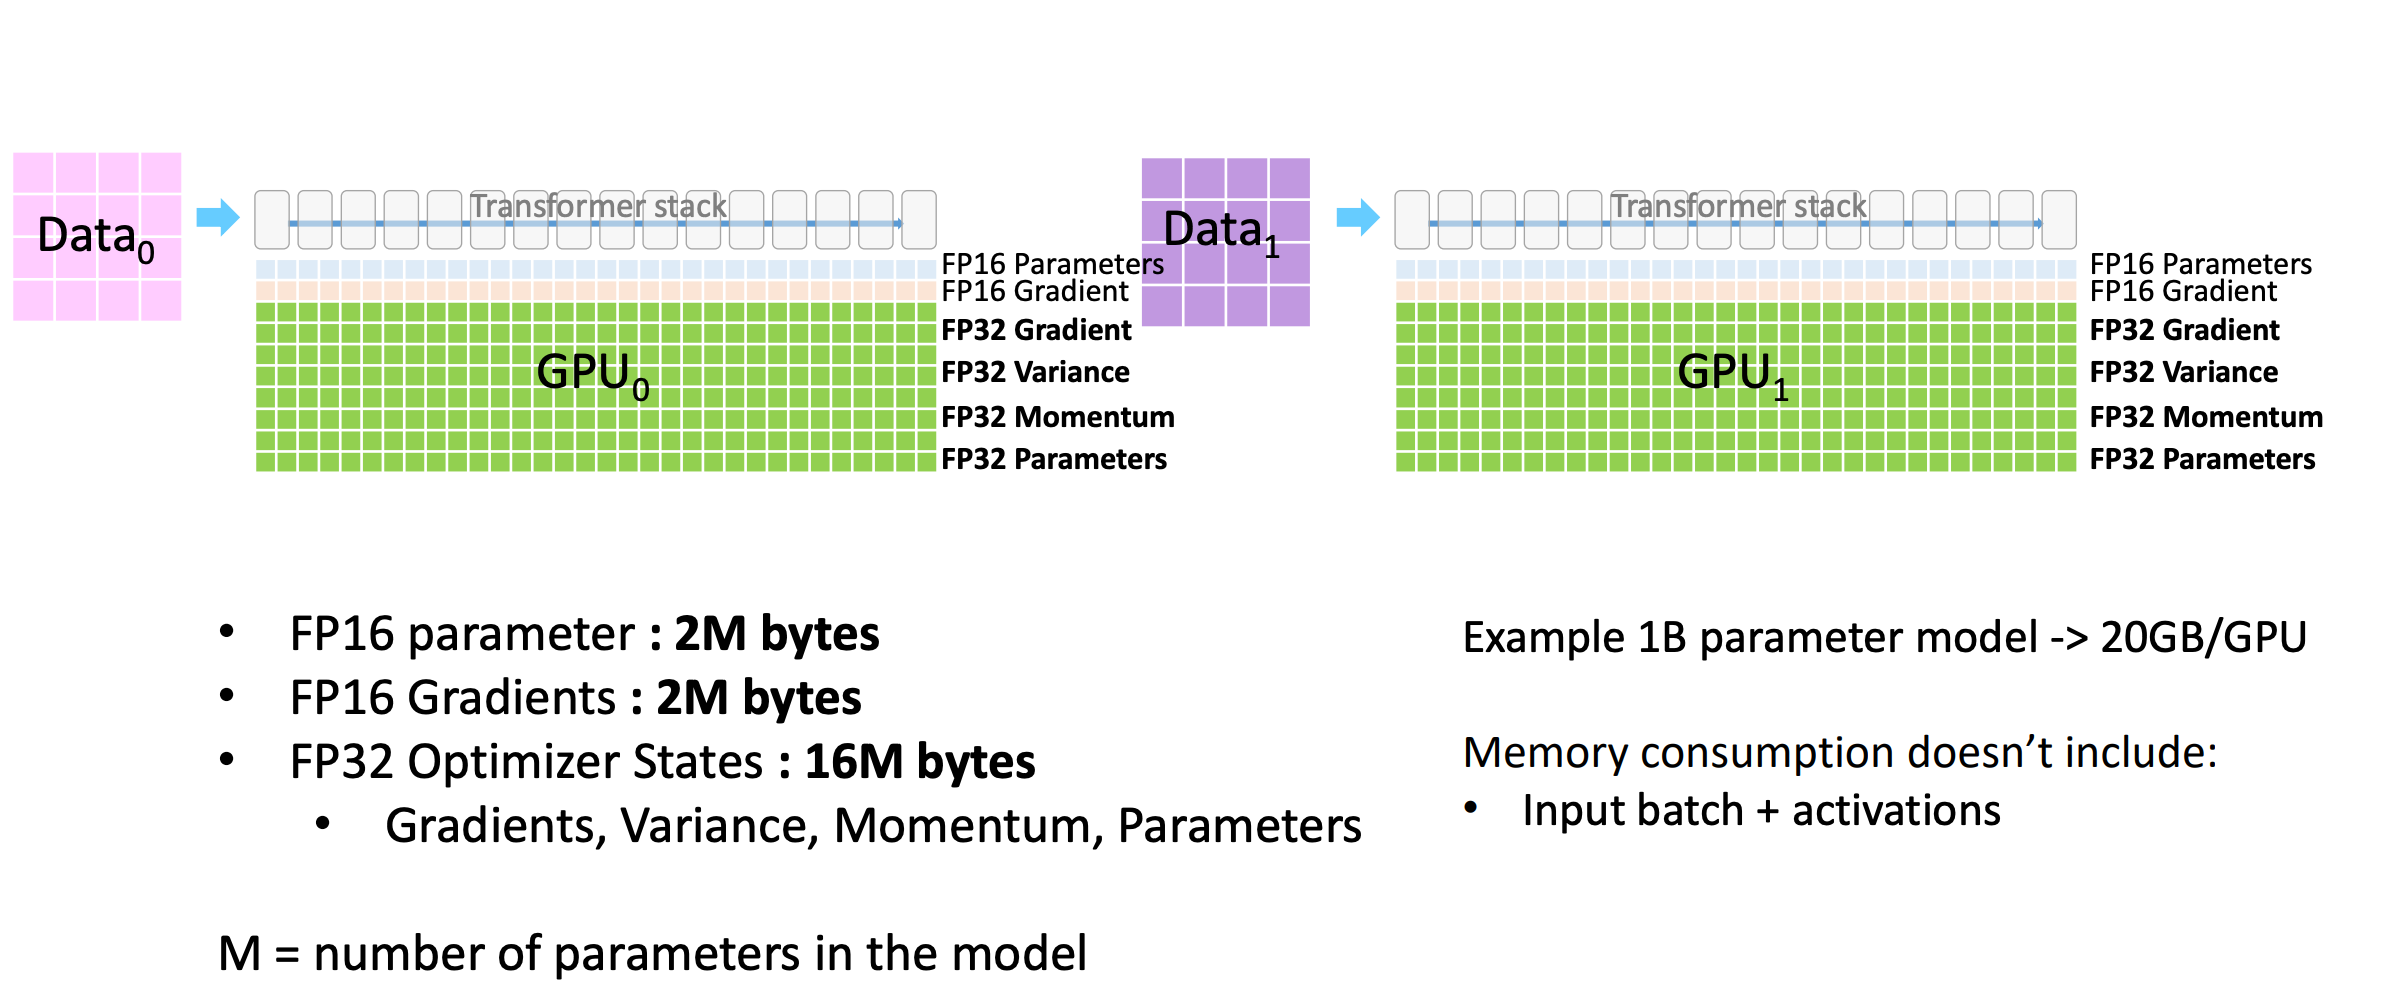 Data0
Transformer stack
FP16 Parameters
FP16 Gradient
FP32 Gradient
FP32 Variance
FP32 Momentum
FP32 Parameters
GPU0
Data1
Transformer stack
FP16 Parameters
FP16 Gradient
FP32 Gradient
FP32 Variance
FP32 Momentum
FP32 Parameters
GPU1
• FP16 parameter : 2M bytes
• FP16 Gradients : 2M bytes
• FP32 Optimizer States : 16M bytes
• Gradients, Variance, Momentum, Parameters
M = number of parameters in the model
Example 1B parameter model -> 20GB/GPU
Memory consumption doesn’t include:
• Input batch + activations